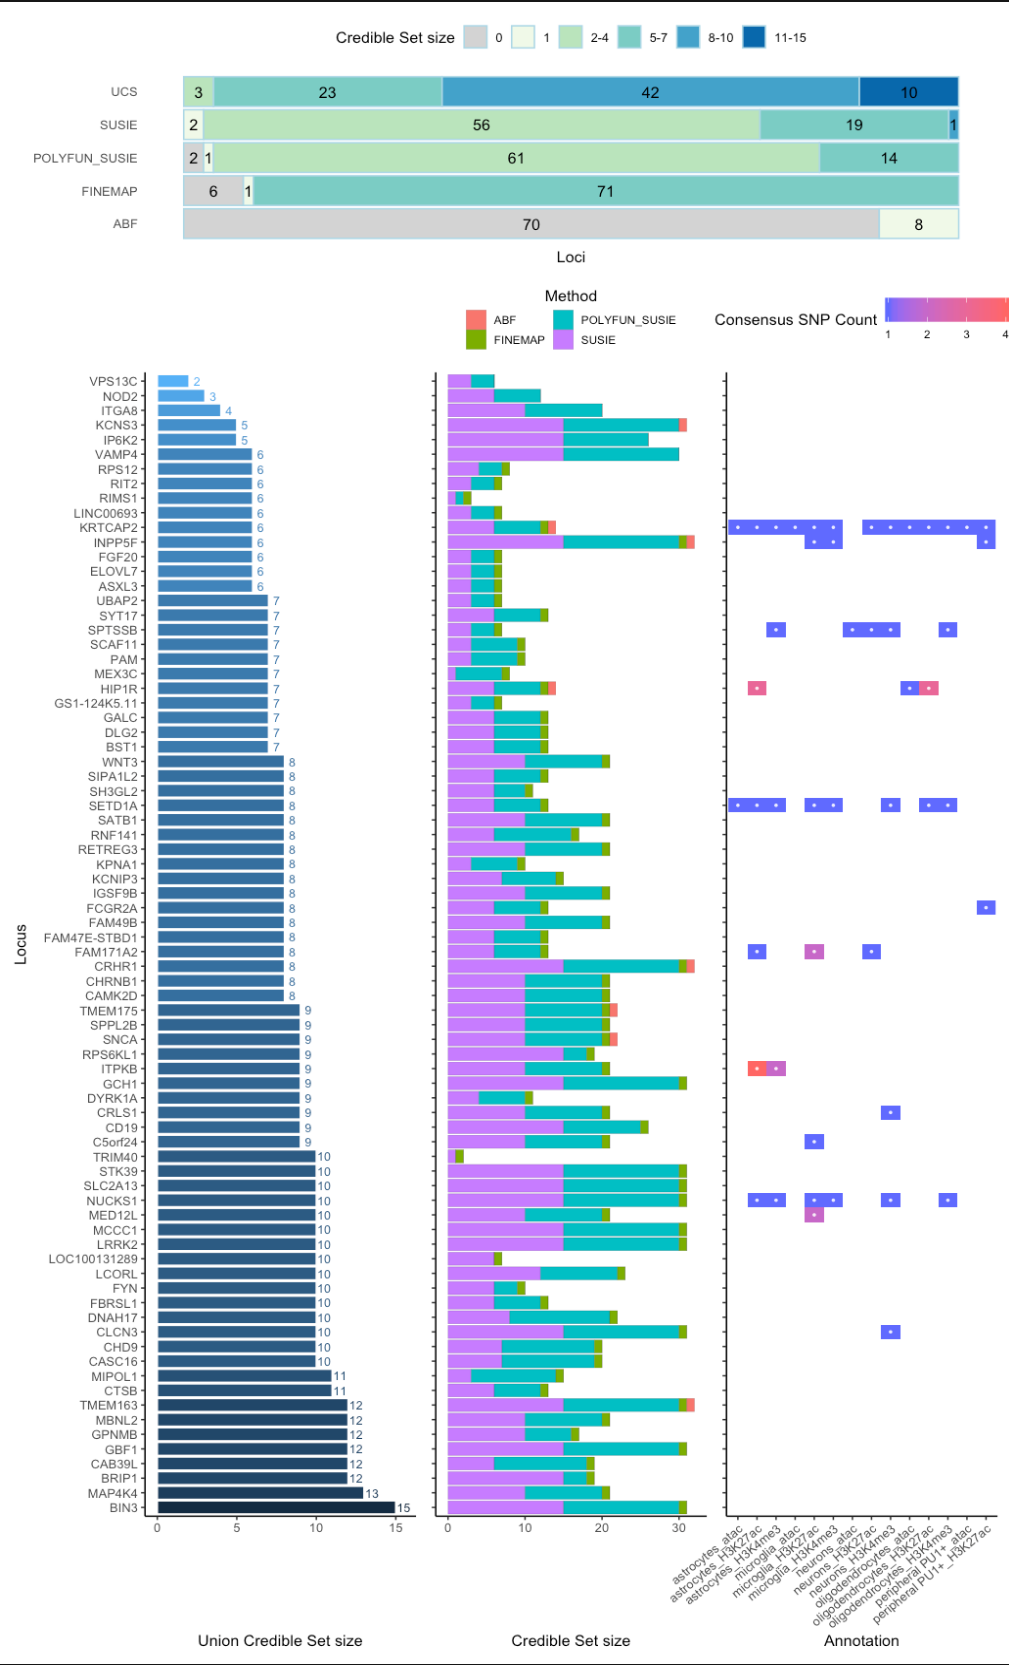 Credible Set size 0 1 2-4 5-7 8-10 11-15
UCS 3 23 42 10
SUSIE 2 56 19 1
POLYFUN_SUSIE 2 1 61 14
FINEMAP 6 1 71
ABF 70 8
Loci
Method
ABF POLYFUN_SUSIE
FINEMAP SUSIE
Consensus SNP Count
1 2 3 4
VPS13C 2
NOD2 3
ITGA8 4
KCNS3 5
IP6K2 5
VAMP4 6
RPS12 6
RIT2 6
RIMS1 6
LINC00693 6
KRTCAP2 6
INPP5F 6
FGF20 6
ELOVL7 6
ASXL3 6
UBAP2 7
SYT17 7
SPTSSB 7
SCAF11 7
PAM 7
MEX3C 7
HIP1R 7
GS1-124K5.11 7
GALC 7
DLG2 7
BST1 7
WNT3 8
SIPA1L2 8
SH3GL2 8
SETD1A 8
SATB1 8
RNF141 8
RETREG3 8
KPNA1 8
KCNIP3 8
IGSF9B 8
FCGR2A 8
FAM49B 8
FAM47E-STBD1 8
FAM171A2 8
CRHR1 8
CHRNB1 8
CAMK2D 8
TMEM175 9
SPPL2B 9
SNCA 9
RPS6KL1 9
ITPKB 9
GCH1 9
DYRK1A 9
CRLS1 9
CD19 9
C5orf24 9
TRIM40 10
STK39 10
SLC2A13 10
NUCKS1 10
MED12L 10
MCCC1 10
LRRK2 10
LOC100131289 10
LCORL 10
FYN 10
FBRSL1 10
DNAH17 10
CLCN3 10
CHD9 10
CASC16 10
MIPOL1 11
CTSB 11
TMEM163 12
MBNL2 12
GPNMB 12
GBF1 12
CAB39L 12
BRIP1 12
MAP4K4 13
BIN3 15
Locus
0 5 10 15
0 10 20 30
astrocytes_atac
astrocytes_H3K27ac
astrocytes_H3K4me3
microglia_atac
microglia_H3K27ac
microglia_H3K4me3
neurons_atac
neurons_H3K27ac
neurons_H3K4me3
oligodendrocytes_atac
oligodendrocytes_H3K27ac
oligodendrocytes_H3K4me3
peripheral PU1+_atac
peripheral PU1+_H3K27ac
Union Credible Set size
Credible Set size
Annotation